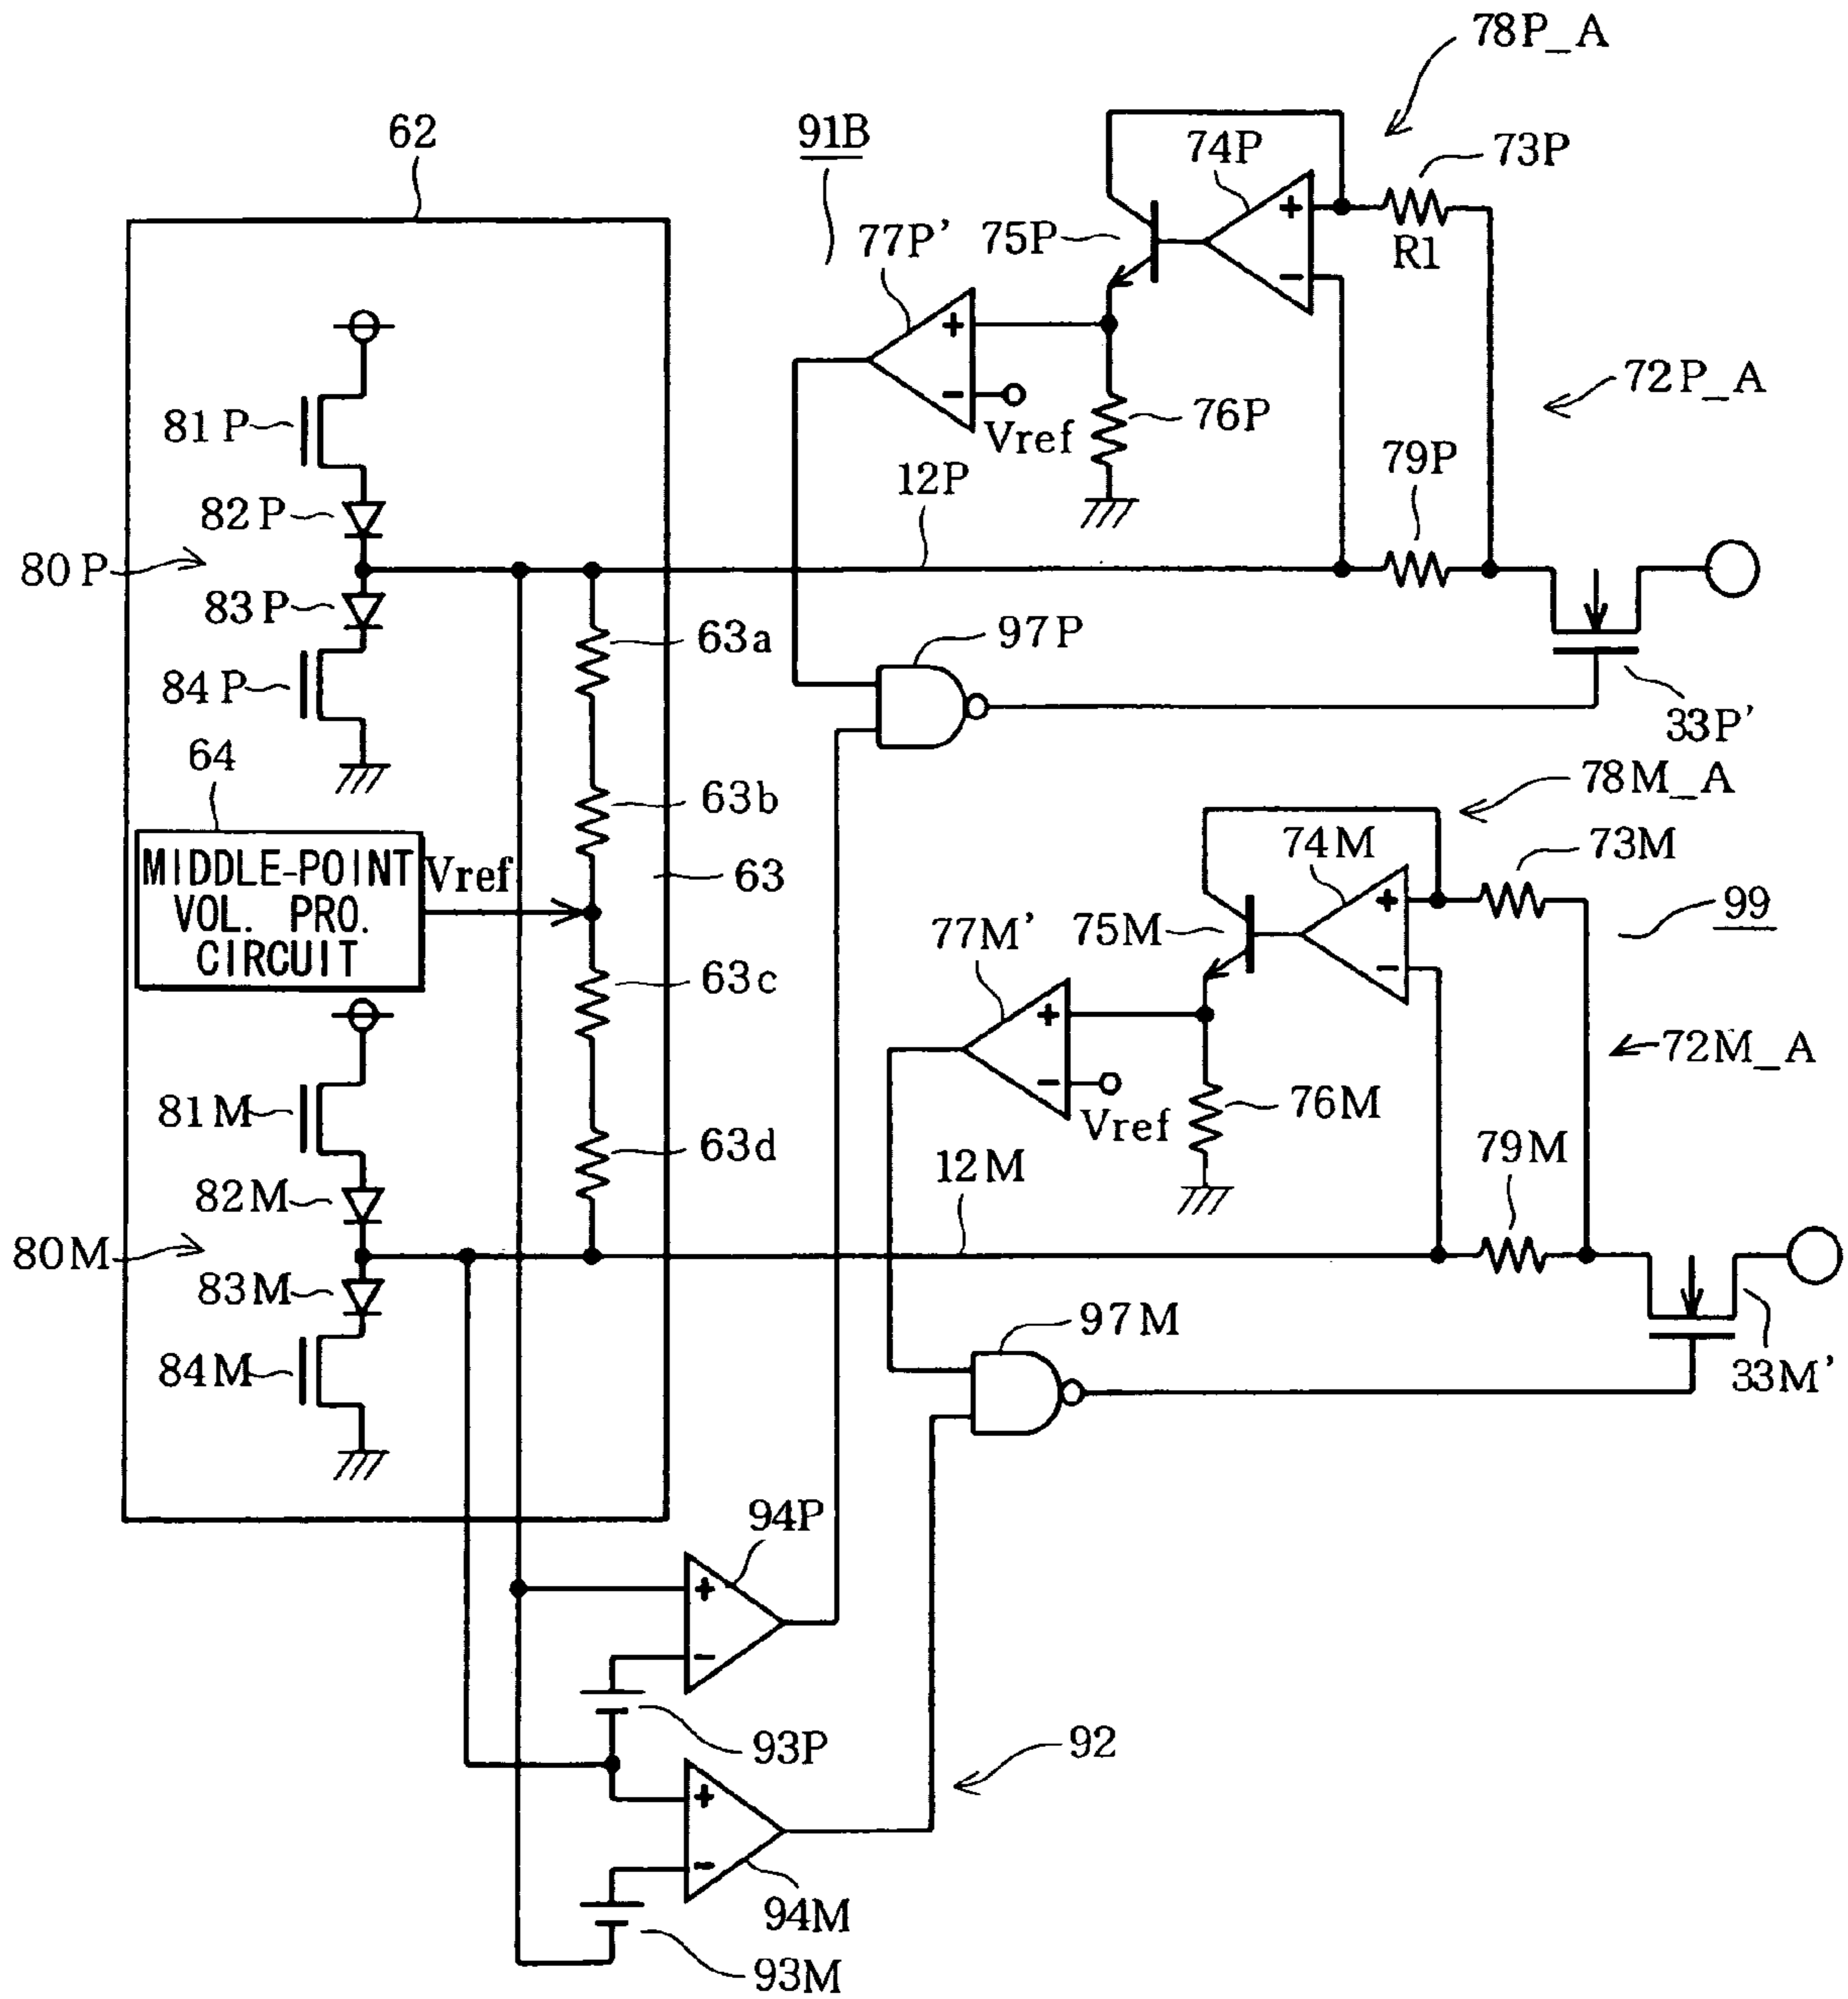 78P_A
62
91B
74P
73P
77P'
75P
+
R1
−
+
72P_A
81P
−
Vref
76P
79P
12P
82P
80P
83P
63a
97P
84P
33P'
64
63b
78M_A
MIDDLE-POINT
VOL. PRO.
CIRCUIT
Vref
63
74M
73M
+
99
77M'
75M
63c
−
+
72M_A
81M
−
Vref
76M
63d
12M
79M
82M
80M
83M
97M
84M
33M'
94P
+
−
93P
92
+
−
94M
93M